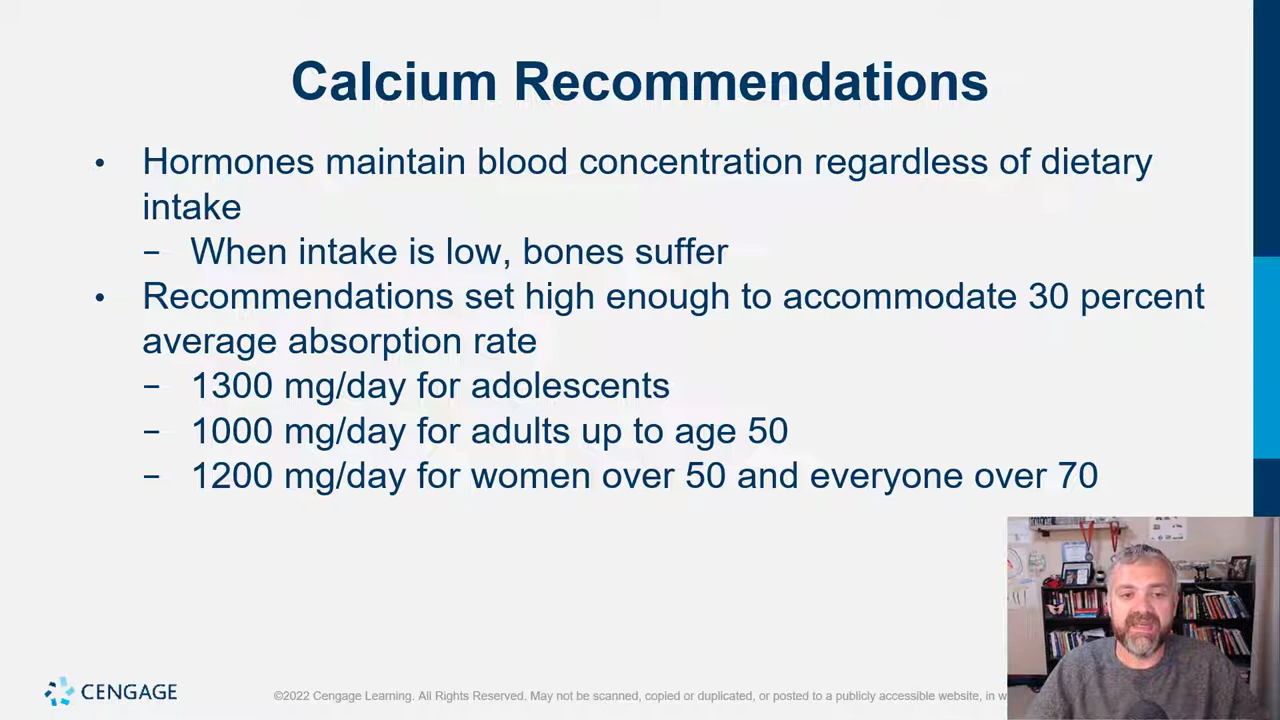 Calcium Recommendations
• Hormones maintain blood concentration regardless of dietary
intake
− When intake is low, bones suffer
• Recommendations set high enough to accommodate 30 percent
average absorption rate
− 1300 mg/day for adolescents
− 1000 mg/day for adults up to age 50
− 1200 mg/day for women over 50 and everyone over 70
CENGAGE
©2022 Cengage Learning. All Rights Reserved. May not be scanned, copied or duplicated, or posted to a publicly accessible website, in w